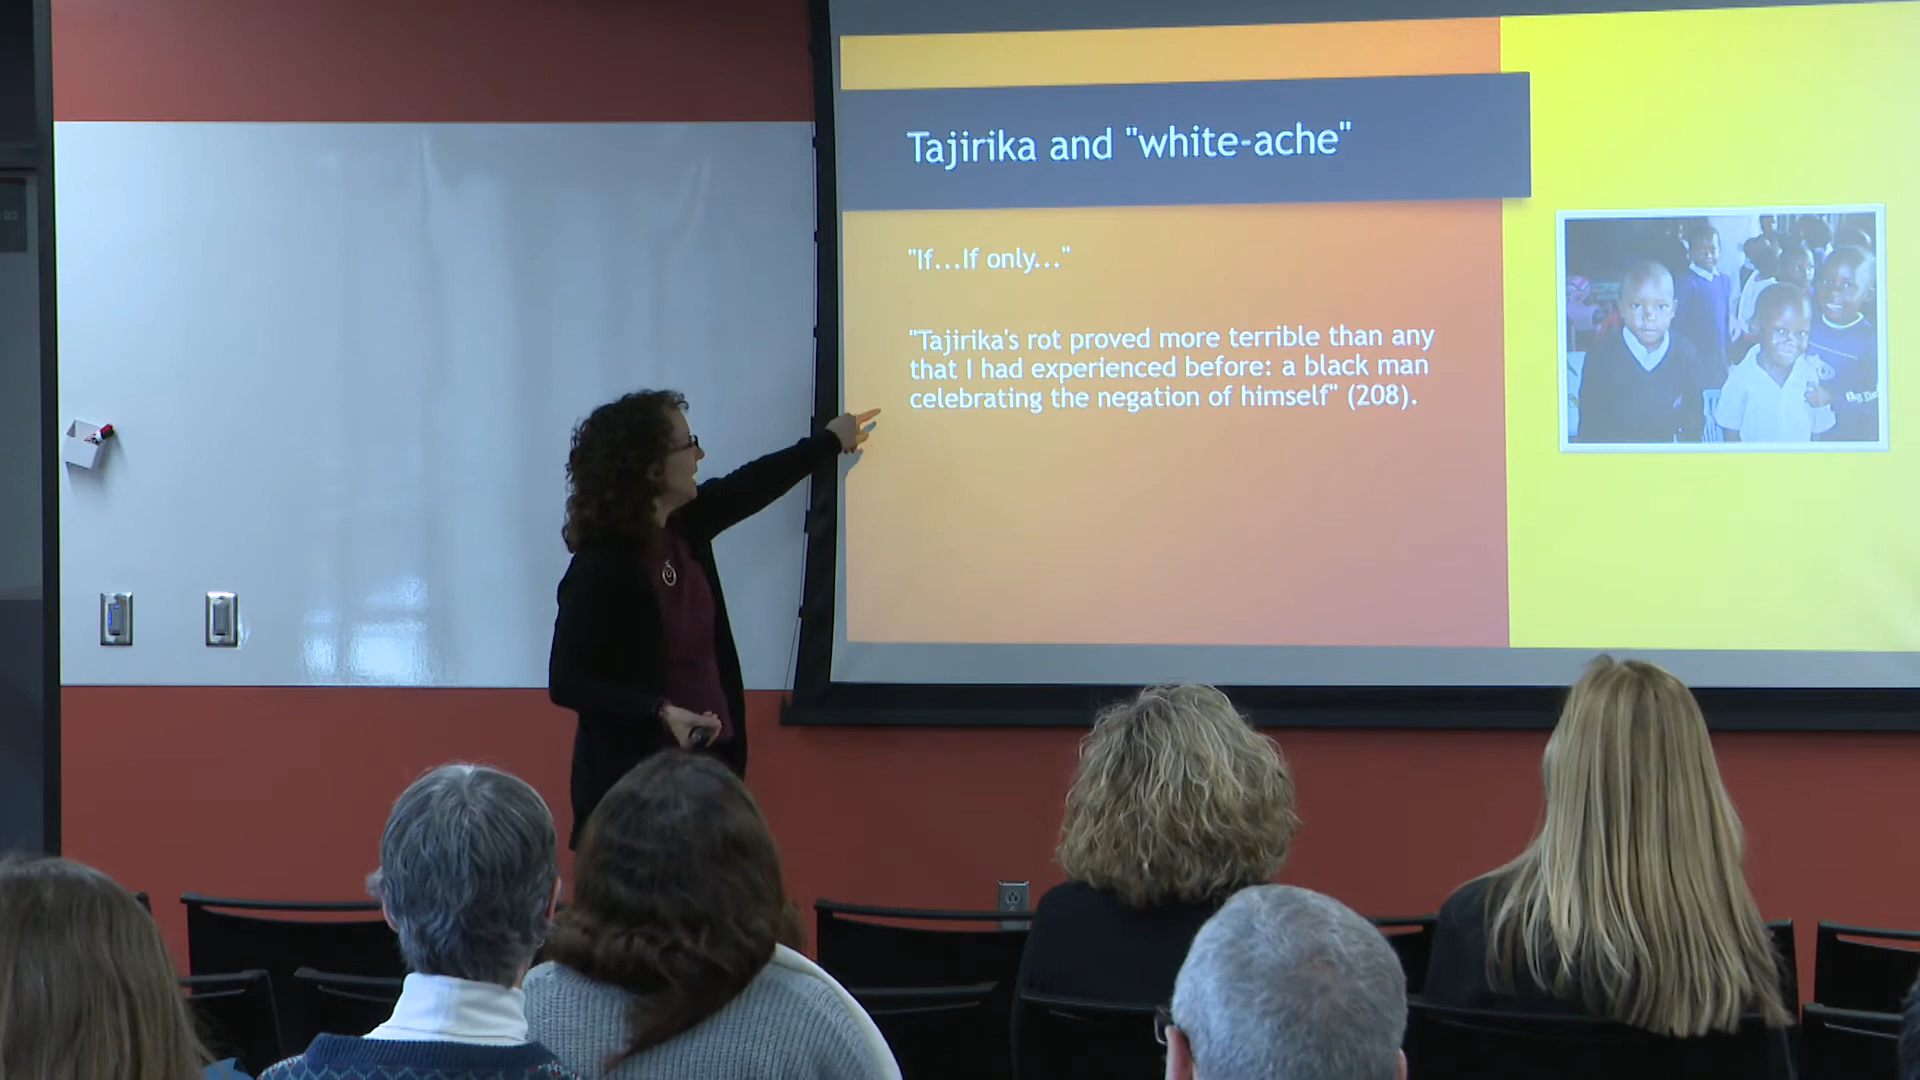 Tajirika and "white-ache"
"If...If only..."
"Tajirika's rot proved more terrible than any
that I had experienced before: a black man
celebrating the negation of himself" (208).